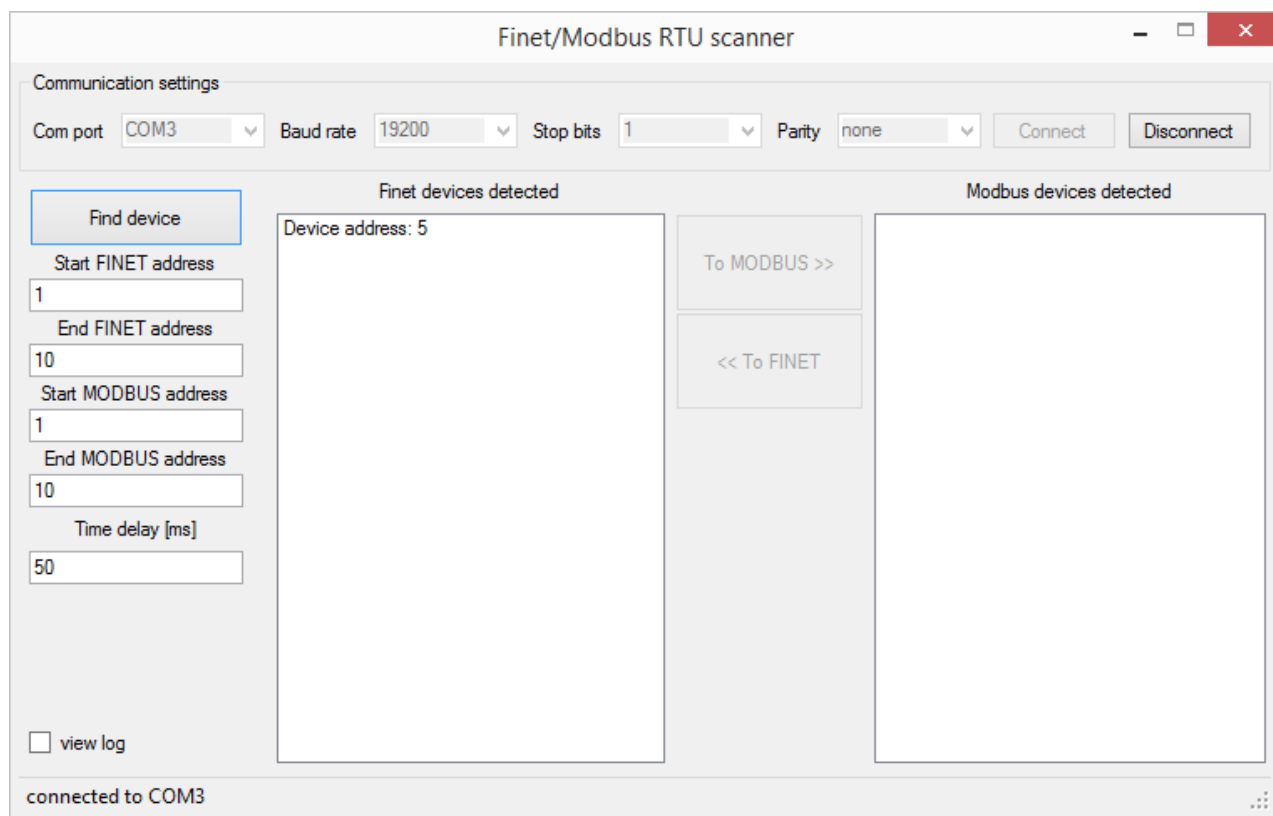 Finet/Modbus RTU scanner
Communication settings
Com port COM3 Baud rate 19200 Stop bits 1 Parity none Connect Disconnect
Find device
Start FINET address
1
End FINET address
10
Start MODBUS address
1
End MODBUS address
10
Time delay [ms]
50
view log
Finet devices detected
Device address: 5
To MODBUS >>
<< To FINET
Modbus devices detected
connected to COM3